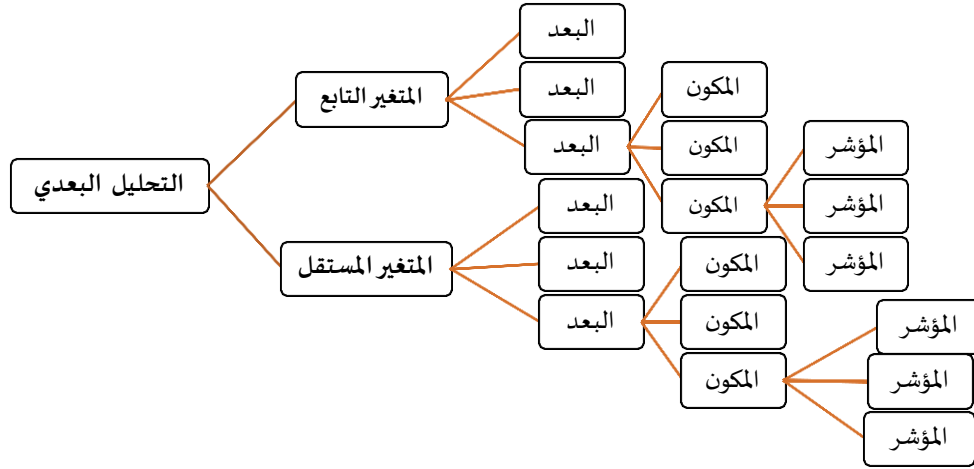 التحليل البعدي
المتغير التابع
البعد
البعد
البعد
المكون
المكون
المكون
المؤشر
المؤشر
المؤشر
المتغير المستقل
البعد
البعد
البعد
المكون
المكون
المكون
المؤشر
المؤشر
المؤشر